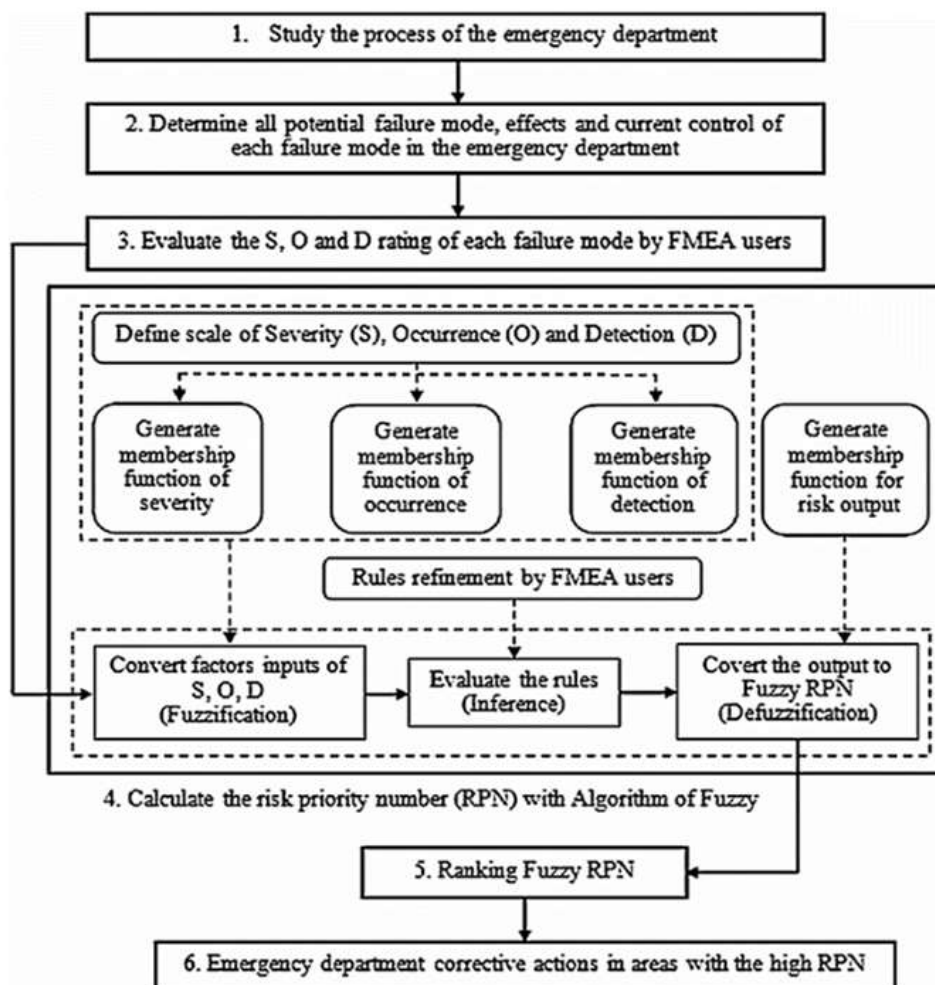 1. Study the process of the emergency department
2. Determine all potential failure mode, effects and current control of
each failure mode in the emergency department
3. Evaluate the S, O and D rating of each failure mode by FMEA users
Define scale of Severity (S), Occurrence (O) and Detection (D)
Generate
membership
function of
severity
Generate
membership
function of
occurrence
Generate
membership
function of
detection
Generate
membership
function for
risk output
Rules refinement by FMEA users
Convert factors inputs of
S, O, D
(Fuzzification)
Evaluate the rules
(Inference)
Covert the output to
Fuzzy RPN
(Defuzzification)
4. Calculate the risk priority number (RPN) with Algorithm of Fuzzy
5. Ranking Fuzzy RPN
6. Emergency department corrective actions in areas with the high RPN